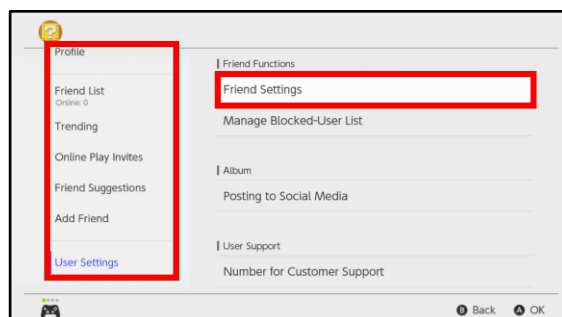 ?
Profile
Friend List
Online: 0
Trending
Online Play Invites
Friend Suggestions
Add Friend
User Settings
Friend Functions
Friend Settings
Manage Blocked-User List
Album
Posting to Social Media
User Support
Number for Customer Support
B Back A OK